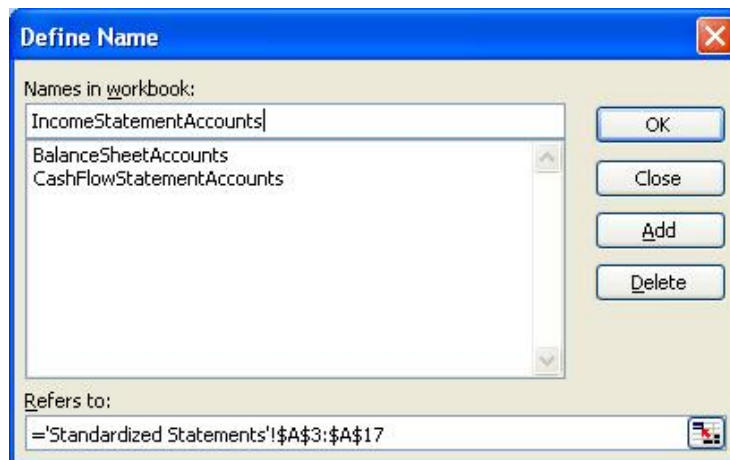 Define Name
Names in workbook:
IncomeStatementAccounts
OK
BalanceSheetAccounts
CashFlowStatementAccounts
Close
Add
Delete
Refers to:
='Standardized Statements'!$A$3:$A$17